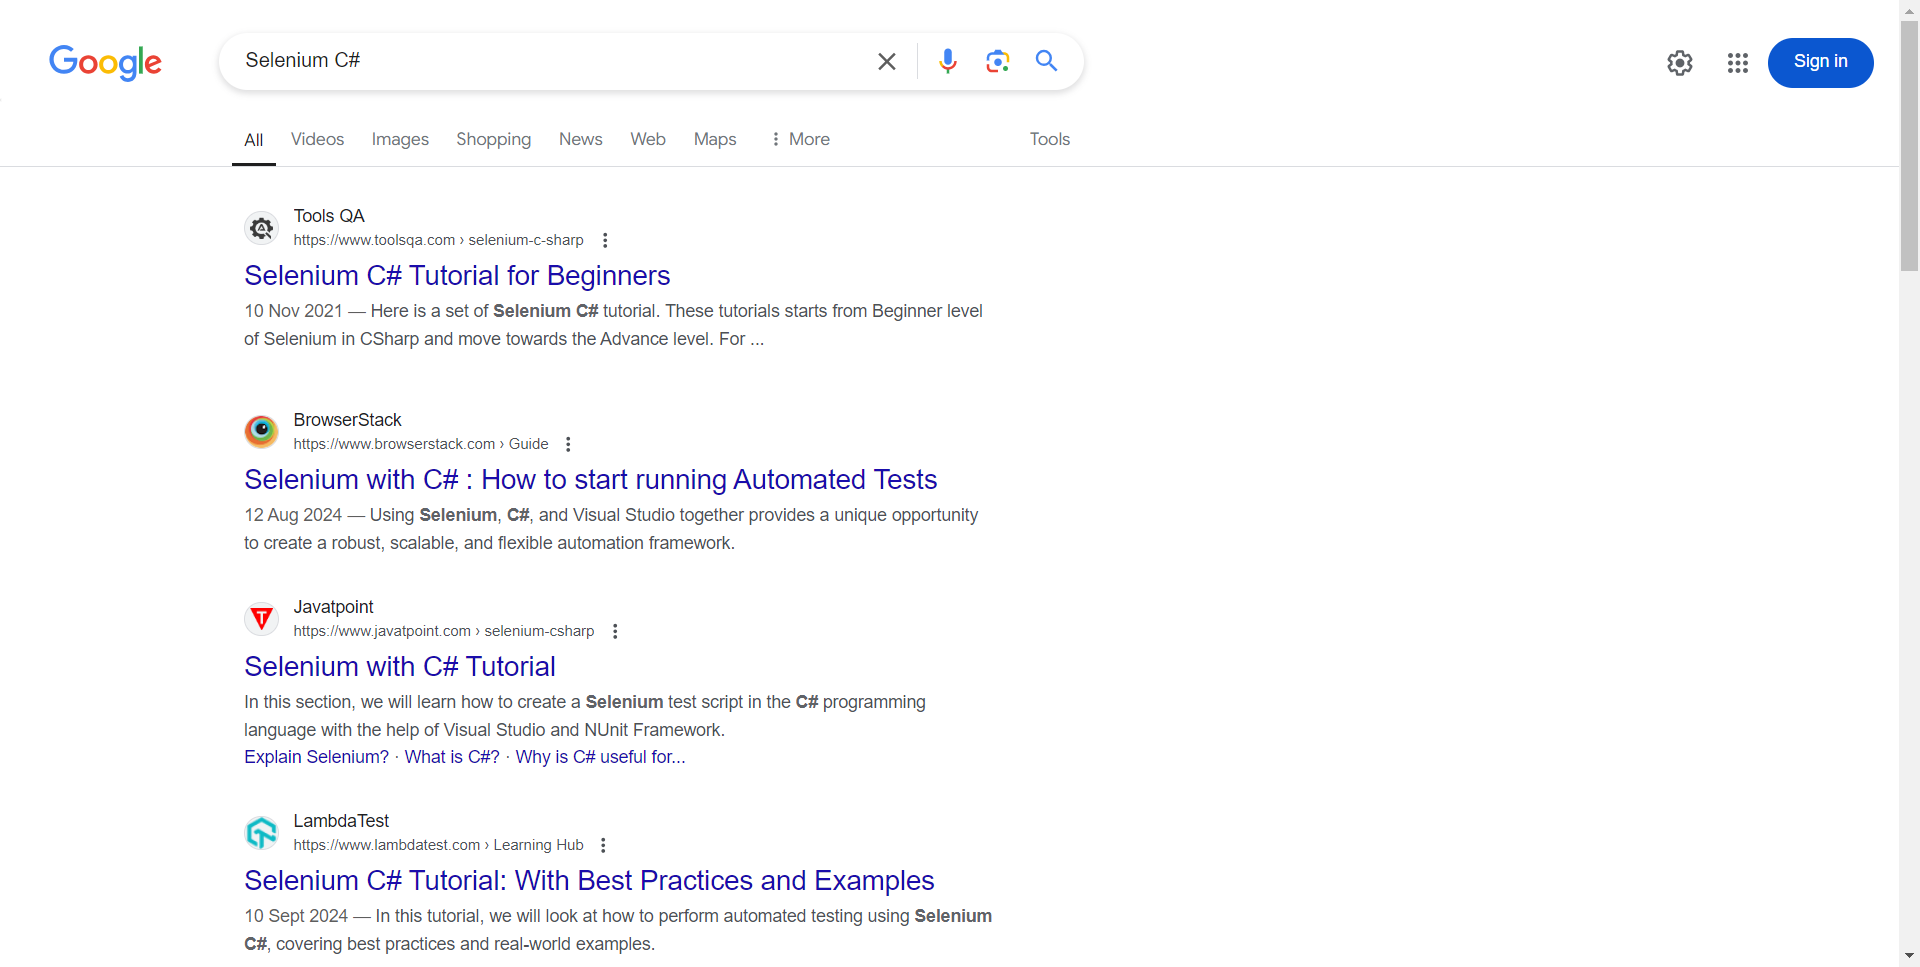 Google
Selenium C#
Sign in
All Videos Images Shopping News Web Maps More Tools
Tools QA
https://www.toolsqa.com › selenium-c-sharp
Selenium C# Tutorial for Beginners
10 Nov 2021 — Here is a set of Selenium C# tutorial. These tutorials starts from Beginner level
of Selenium in CSharp and move towards the Advance level. For ...
BrowserStack
https://www.browserstack.com › Guide
Selenium with C# : How to start running Automated Tests
12 Aug 2024 — Using Selenium, C#, and Visual Studio together provides a unique opportunity
to create a robust, scalable, and flexible automation framework.
Javatpoint
https://www.javatpoint.com › selenium-csharp
Selenium with C# Tutorial
In this section, we will learn how to create a Selenium test script in the C# programming
language with the help of Visual Studio and NUnit Framework.
Explain Selenium? · What is C#? · Why is C# useful for...
LambdaTest
https://www.lambdatest.com › Learning Hub
Selenium C# Tutorial: With Best Practices and Examples
10 Sept 2024 — In this tutorial, we will look at how to perform automated testing using Selenium
C#, covering best practices and real-world examples.